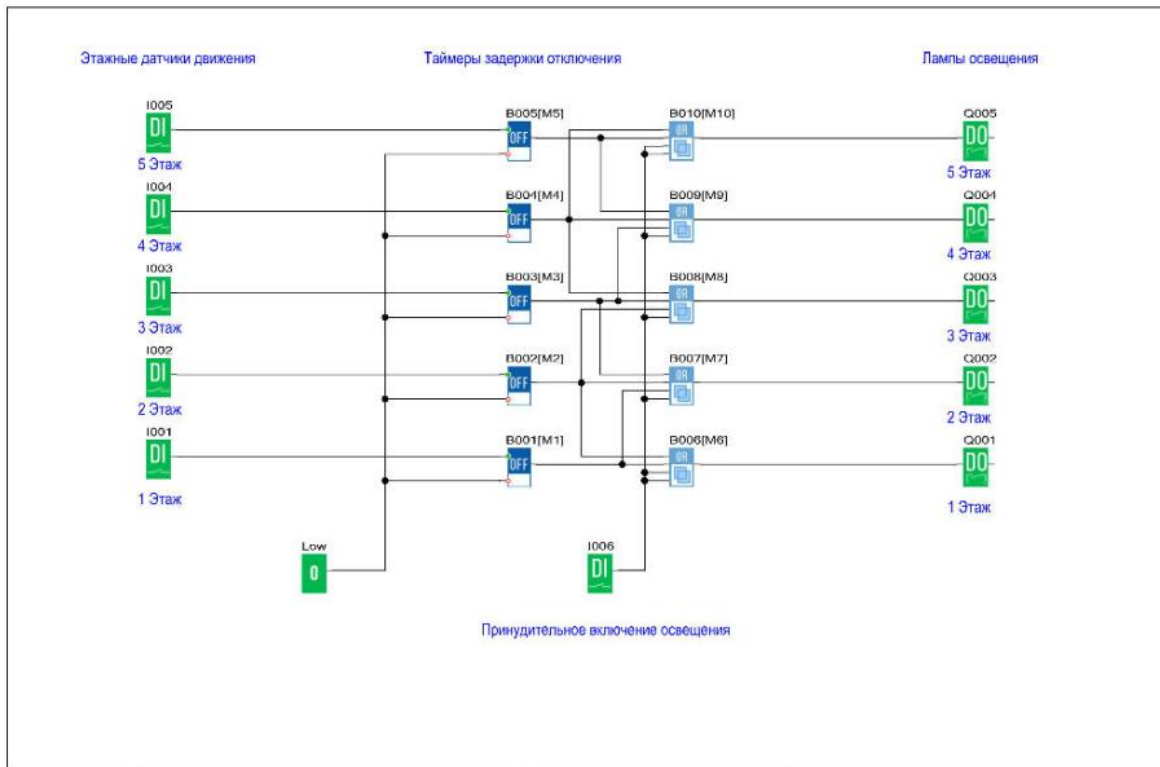 Этажные датчики движения
Таймеры задержки отключения
Лампы освещения
I005
B005[M5]
B010[M10]
Q005
DI
OFF
OR
DO
5 Этаж
5 Этаж
I004
B004[M4]
B009[M9]
Q004
DI
OFF
OR
DO
4 Этаж
4 Этаж
I003
B003[M3]
B008[M8]
Q003
DI
OFF
OR
DO
3 Этаж
3 Этаж
I002
B002[M2]
B007[M7]
Q002
DI
OFF
OR
DO
2 Этаж
2 Этаж
I001
B001[M1]
B006[M6]
Q001
DI
OFF
OR
DO
1 Этаж
1 Этаж
Low
I006
0
DI
Принудительное включение освещения